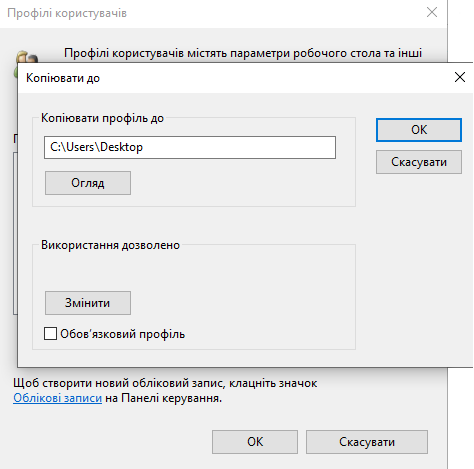 Профілі користувачів
Профілі користувачів містять параметри робочого стола та інші
Копіювати до
Копіювати профіль до
C:\Users\Desktop
ОК
Скасувати
Огляд
Використання дозволено
Змінити
Обов'язковий профіль
Щоб створити новий обліковий запис, клацніть значок
Облікові записи на Панелі керування.
ОК
Скасувати